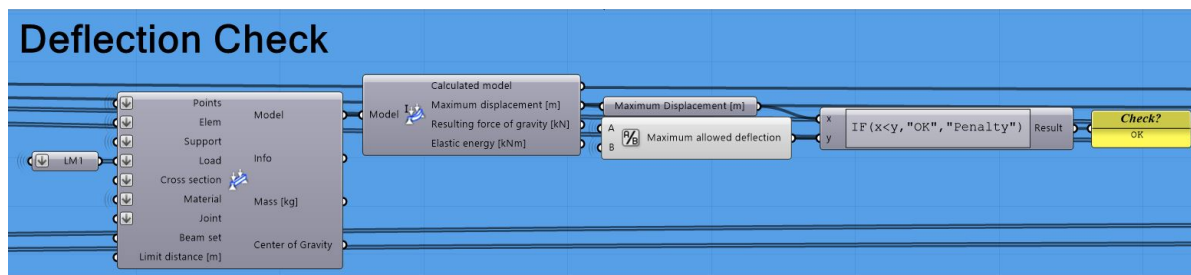 Deflection Check
LM1
Points
Elem
Support
Load
Cross section
Material
Joint
Beam set
Limit distance [m]
Model
Info
Mass [kg]
Center of Gravity
Model
Calculated model
Maximum displacement [m]
Resulting force of gravity [kN]
Elastic energy [kNm]
Maximum Displacement [m]
A
B
A/B
Maximum allowed deflection
x
y
IF(x<y,"OK","Penalty")
Result
Check?
OK